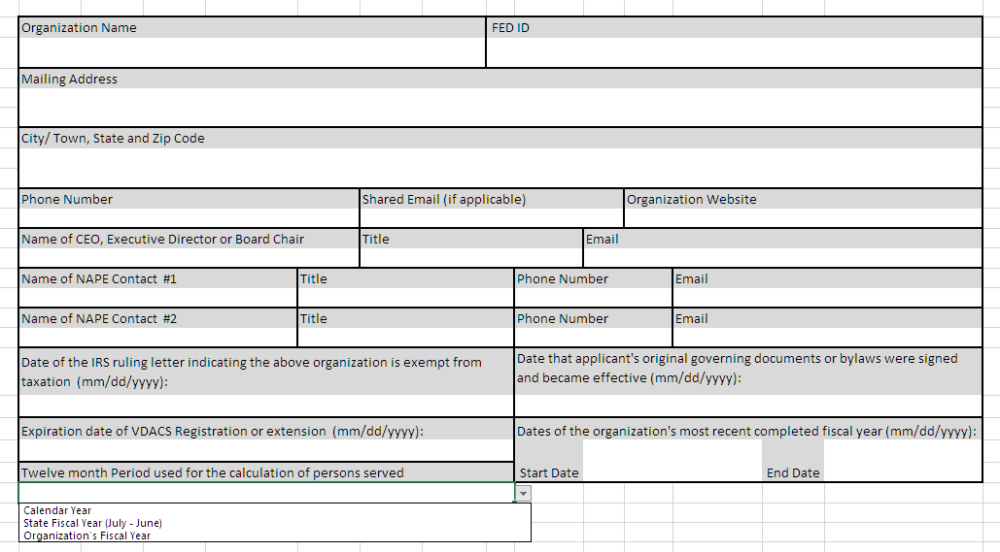 Organization Name
FED ID
Mailing Address
City/ Town, State and Zip Code
Phone Number
Shared Email (if applicable)
Organization Website
Name of CEO, Executive Director or Board Chair
Title
Email
Name of NAPE Contact  #1
Title
Phone Number
Email
Name of NAPE Contact  #2
Title
Phone Number
Email
Date of the IRS ruling letter indicating the above organization is exempt from
taxation  (mm/dd/yyyy):
Date that applicant's original governing documents or bylaws were signed
and became effective (mm/dd/yyyy):
Expiration date of VDACS Registration or extension  (mm/dd/yyyy):
Dates of the organization's most recent completed fiscal year (mm/dd/yyyy):
Twelve month Period used for the calculation of persons served
Start Date
End Date
Calendar Year
State Fiscal Year (July - June)
Organization's Fiscal Year